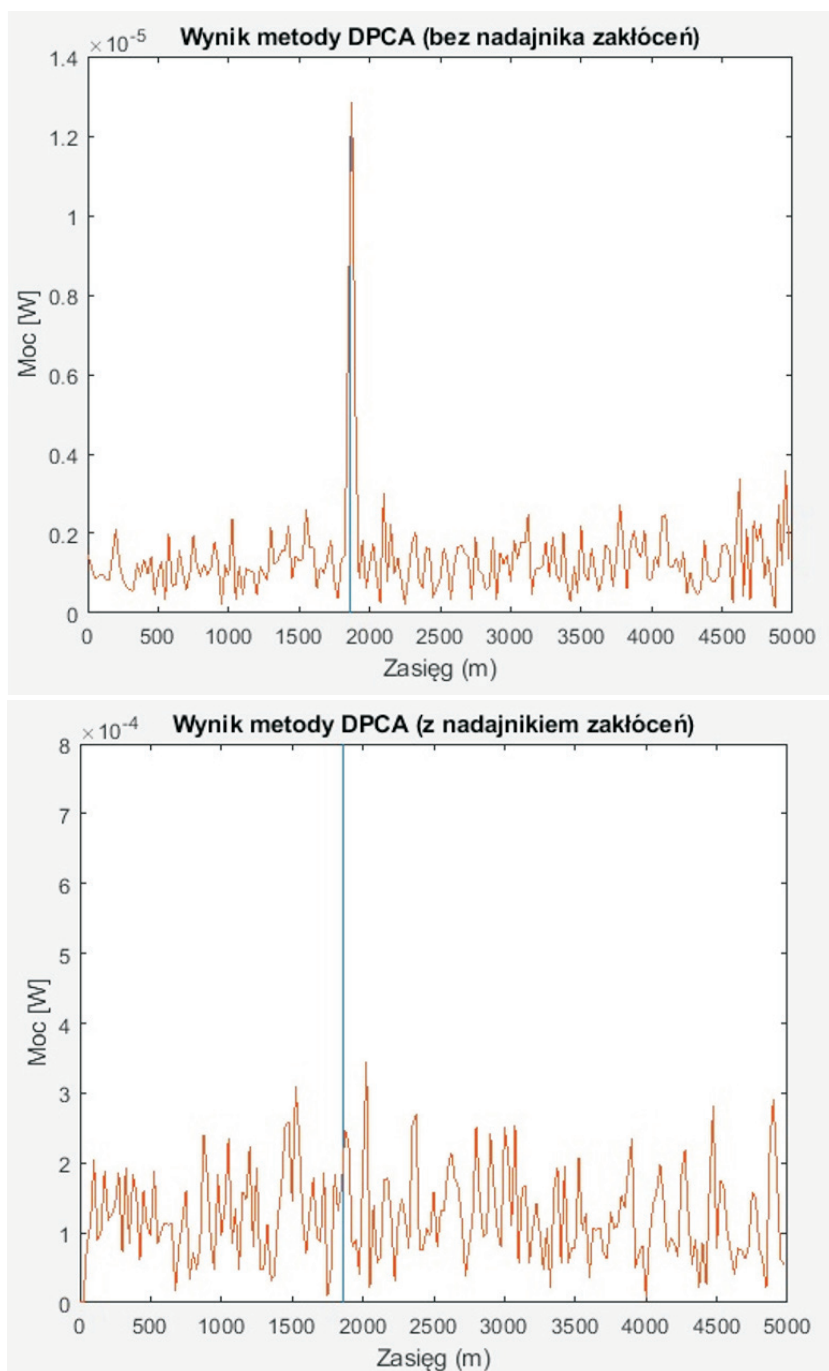 ×10-5
Wynik metody DPCA (bez nadajnika zakłóceń)
1.4
1.2
1
0.8
0.6
0.4
0.2
0
Moc [W]
0 500 1000 1500 2000 2500 3000 3500 4000 4500 5000
Zasięg (m)
×10-4
Wynik metody DPCA (z nadajnikiem zakłóceń)
8
7
6
5
4
3
2
1
0
Moc [W]
0 500 1000 1500 2000 2500 3000 3500 4000 4500 5000
Zasięg (m)